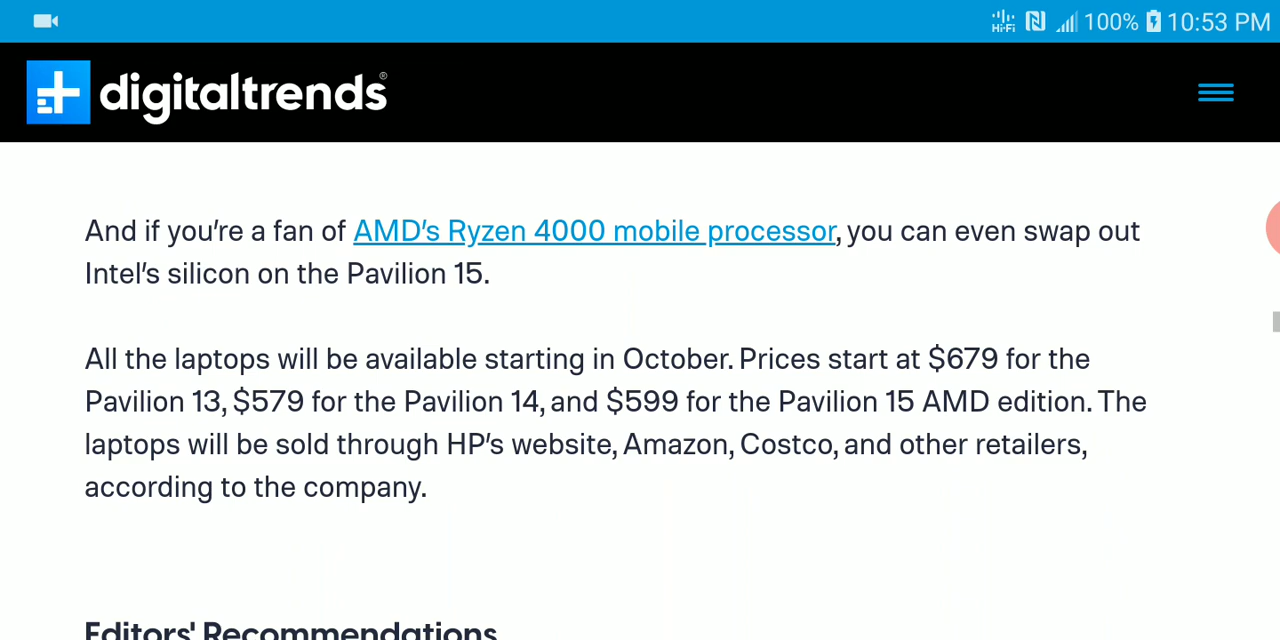 Hi-Fi 100% 10:53 PM
digitaltrends®
And if you're a fan of AMD's Ryzen 4000 mobile processor, you can even swap out
Intel's silicon on the Pavilion 15.
All the laptops will be available starting in October. Prices start at $679 for the
Pavilion 13, $579 for the Pavilion 14, and $599 for the Pavilion 15 AMD edition. The
laptops will be sold through HP's website, Amazon, Costco, and other retailers,
according to the company.
Editors' Recommendations